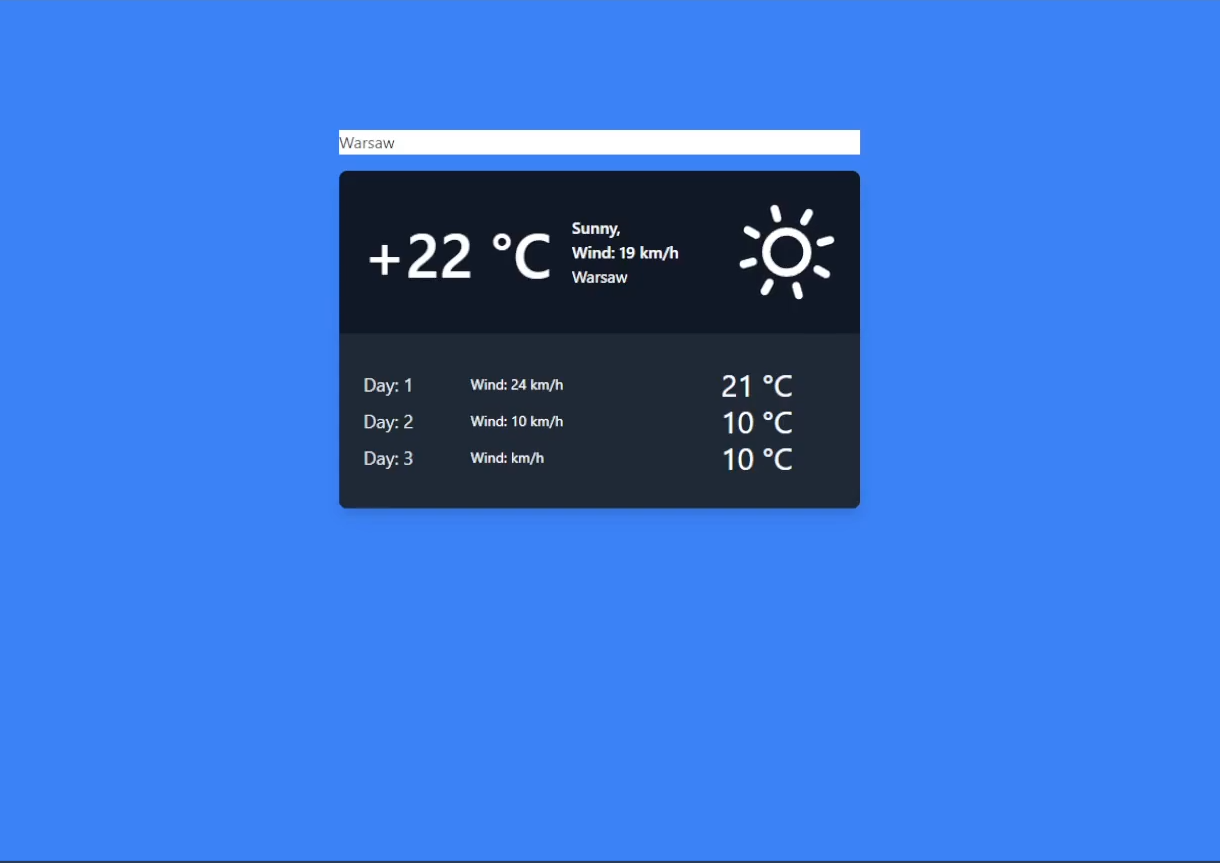 Warsaw
+22 °C
Sunny,
Wind: 19 km/h
Warsaw
Day: 1 Wind: 24 km/h 21 °C
Day: 2 Wind: 10 km/h 10 °C
Day: 3 Wind: km/h 10 °C